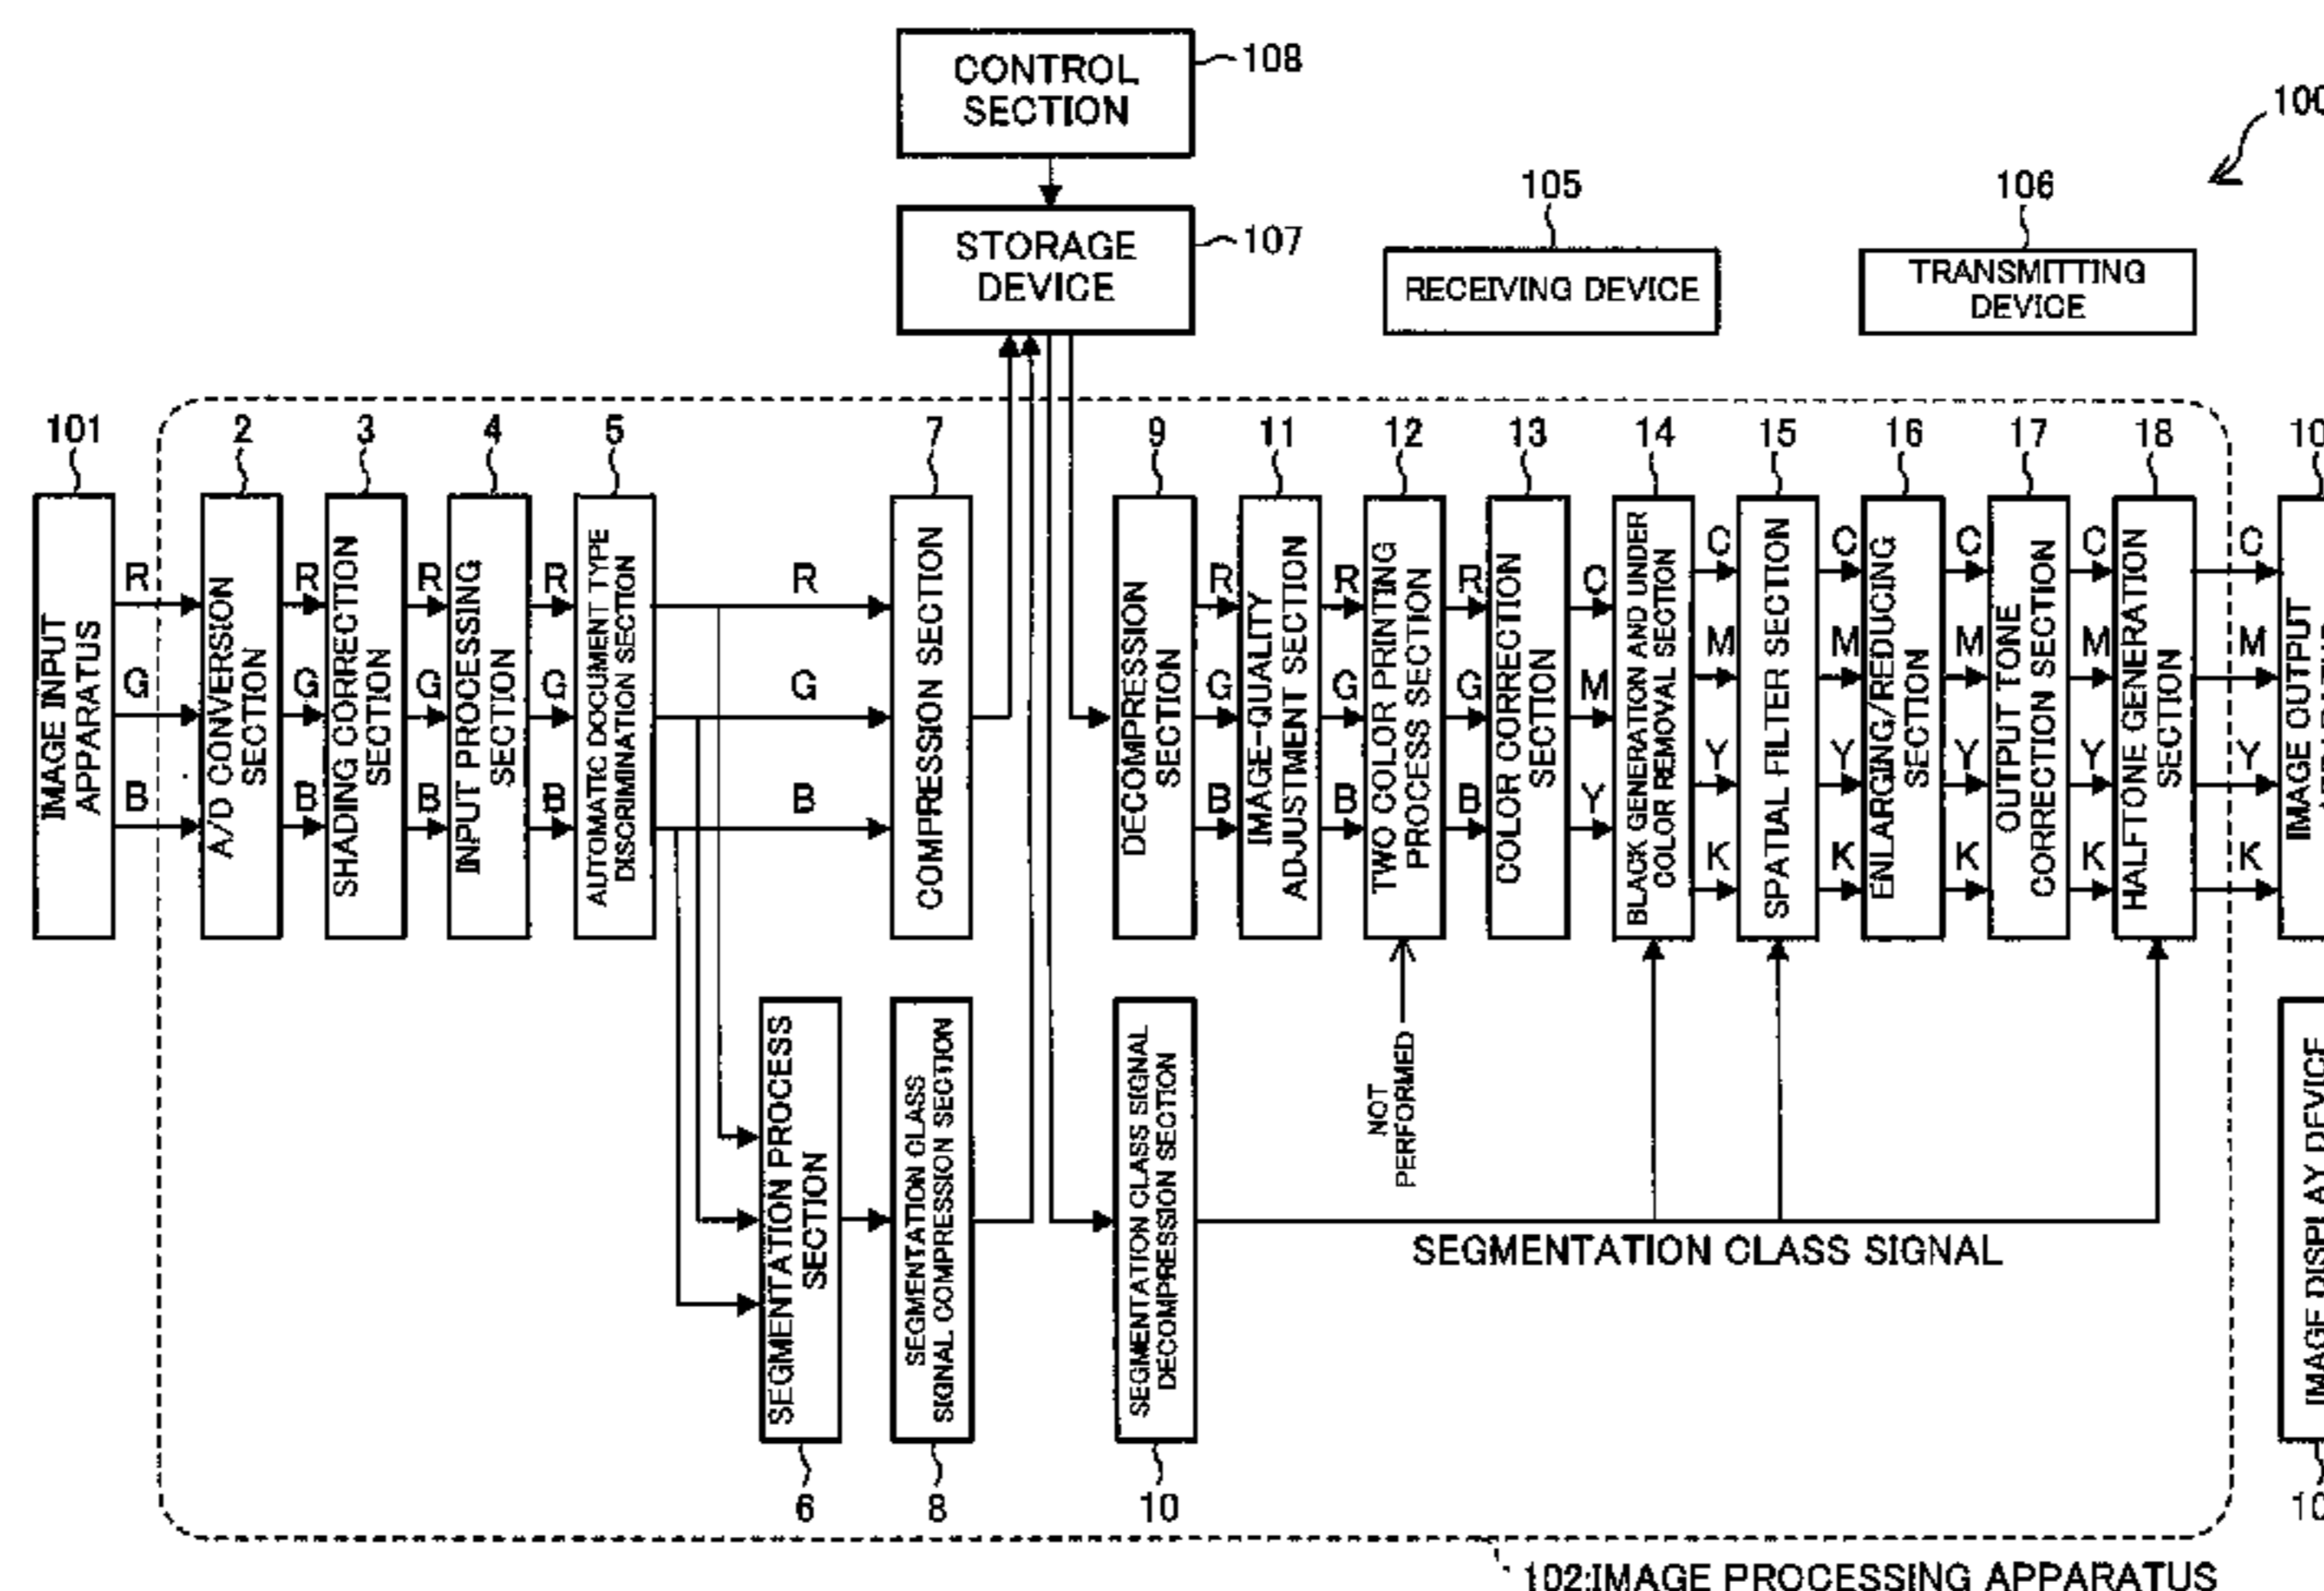 CONTROL
SECTION
108
STORAGE
DEVICE
107
105
RECEIVING DEVICE
106
TRANSMITTING
DEVICE
101
IMAGE INPUT
APPARATUS
R
G
B
2
A/D CONVERSION
SECTION
R
G
B
3
SHADING CORRECTION
SECTION
R
G
B
4
INPUT PROCESSING
SECTION
R
G
B
5
AUTOMATIC DOCUMENT TYPE
DISCRIMINATION SECTION
R
G
B
7
COMPRESSION SECTION
9
DECOMPRESSION
SECTION
R
G
B
11
IMAGE-QUALITY
ADJUSTMENT SECTION
R
G
B
12
TWO COLOR PRINTING
PROCESS SECTION
R
G
B
13
COLOR CORRECTION
SECTION
C
M
Y
14
BLACK GENERATION AND UNDER
COLOR REMOVAL SECTION
C
M
Y
K
15
SPATIAL FILTER SECTION
C
M
Y
K
16
ENLARGING/REDUCING
SECTION
C
M
Y
K
17
OUTPUT TONE
CORRECTION SECTION
C
M
Y
K
18
HALFTONE GENERATION
SECTION
C
M
Y
K
IMAGE OUTPUT
SEGMENTATION PROCESS
SECTION
6
SEGMENTATION CLASS
SIGNAL COMPRESSION SECTION
8
SEGMENTATION CLASS SIGNAL
DECOMPRESSION SECTION
10
NOT
PERFORMED
SEGMENTATION CLASS SIGNAL
IMAGE DISPLAY DEVICE
102:IMAGE PROCESSING APPARATUS